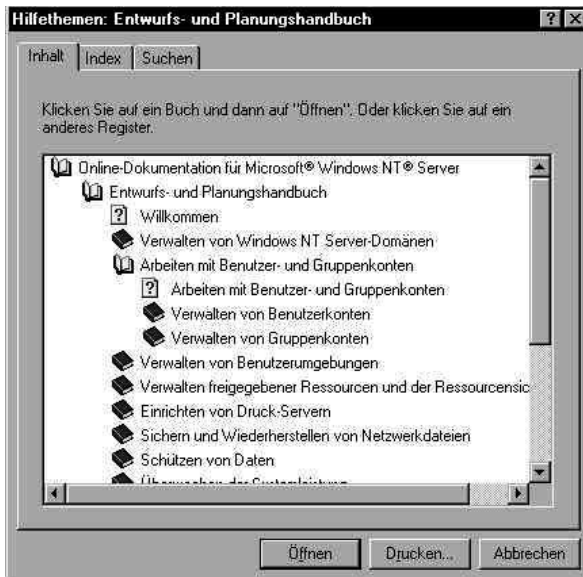 Hilfethemen: Entwurfs- und Planungshandbuch
Inhalt Index Suchen
Klicken Sie auf ein Buch und dann auf "Öffnen". Oder klicken Sie auf ein
anderes Register.
Online-Dokumentation für Microsoft® Windows NT® Server
Entwurfs- und Planungshandbuch
Willkommen
Verwalten von Windows NT Server-Domänen
Arbeiten mit Benutzer- und Gruppenkonten
Arbeiten mit Benutzer- und Gruppenkonten
Verwalten von Benutzerkonten
Verwalten von Gruppenkonten
Verwalten von Benutzerumgebungen
Verwalten freigegebener Ressourcen und der Ressourcensic
Einrichten von Druck-Servern
Sichern und Wiederherstellen von Netzwerkdateien
Schützen von Daten
Überwachen der Systemleistung
Öffnen Drucken... Abbrechen